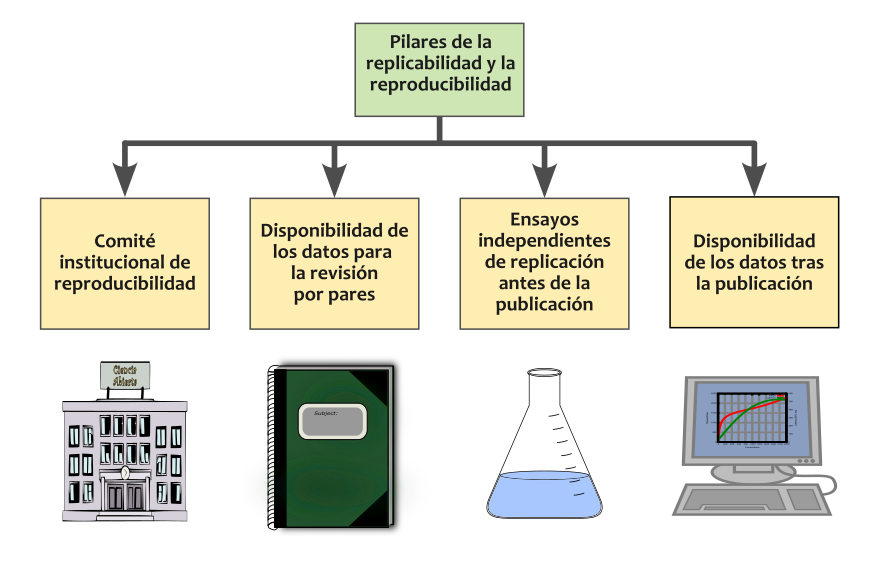 Pilares de la
replicabilidad y la
reproducibilidad
Comité
institucional de
reproducibilidad
Disponibilidad de
los datos para
la revisión
por pares
Ensayos
independientes
de replicación
antes de la
publicación
Disponibilidad
de los datos tras
la publicación
Ciencia
Abierta
Subject: